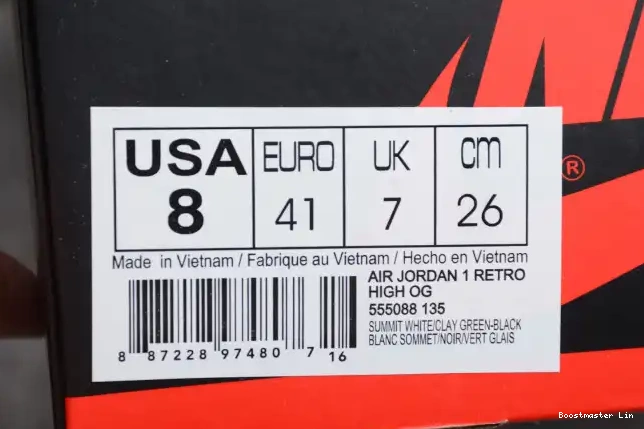 USA EURO UK cm
8 41 7 26
Made in Vietnam / Fabrique au Vietnam / Hecho en Vietnam
AIR JORDAN 1 RETRO
HIGH OG
555088 135
SUMMIT WHITE/CLAY GREEN-BLACK
BLANC SOMMET/NOIR/VERT GLAIS
8 87228 97480 7 16
®
Boostmaster Lin